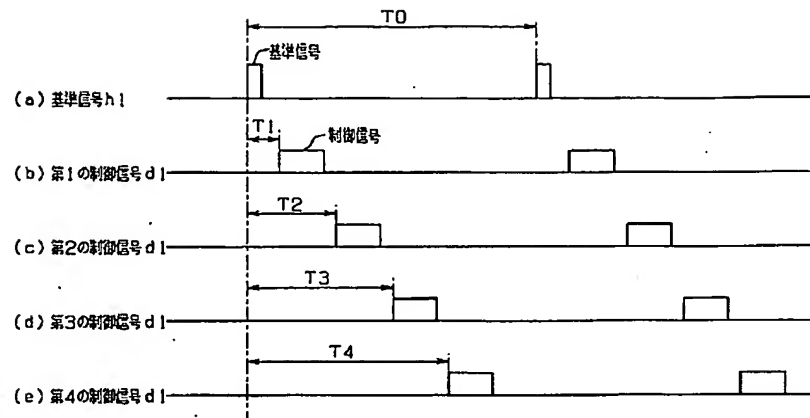 T0
基準信号
(a) 基準信号h1
T1
制御信号
(b) 第1の制御信号d1
T2
(c) 第2の制御信号d1
T3
(d) 第3の制御信号d1
T4
(e) 第4の制御信号d1